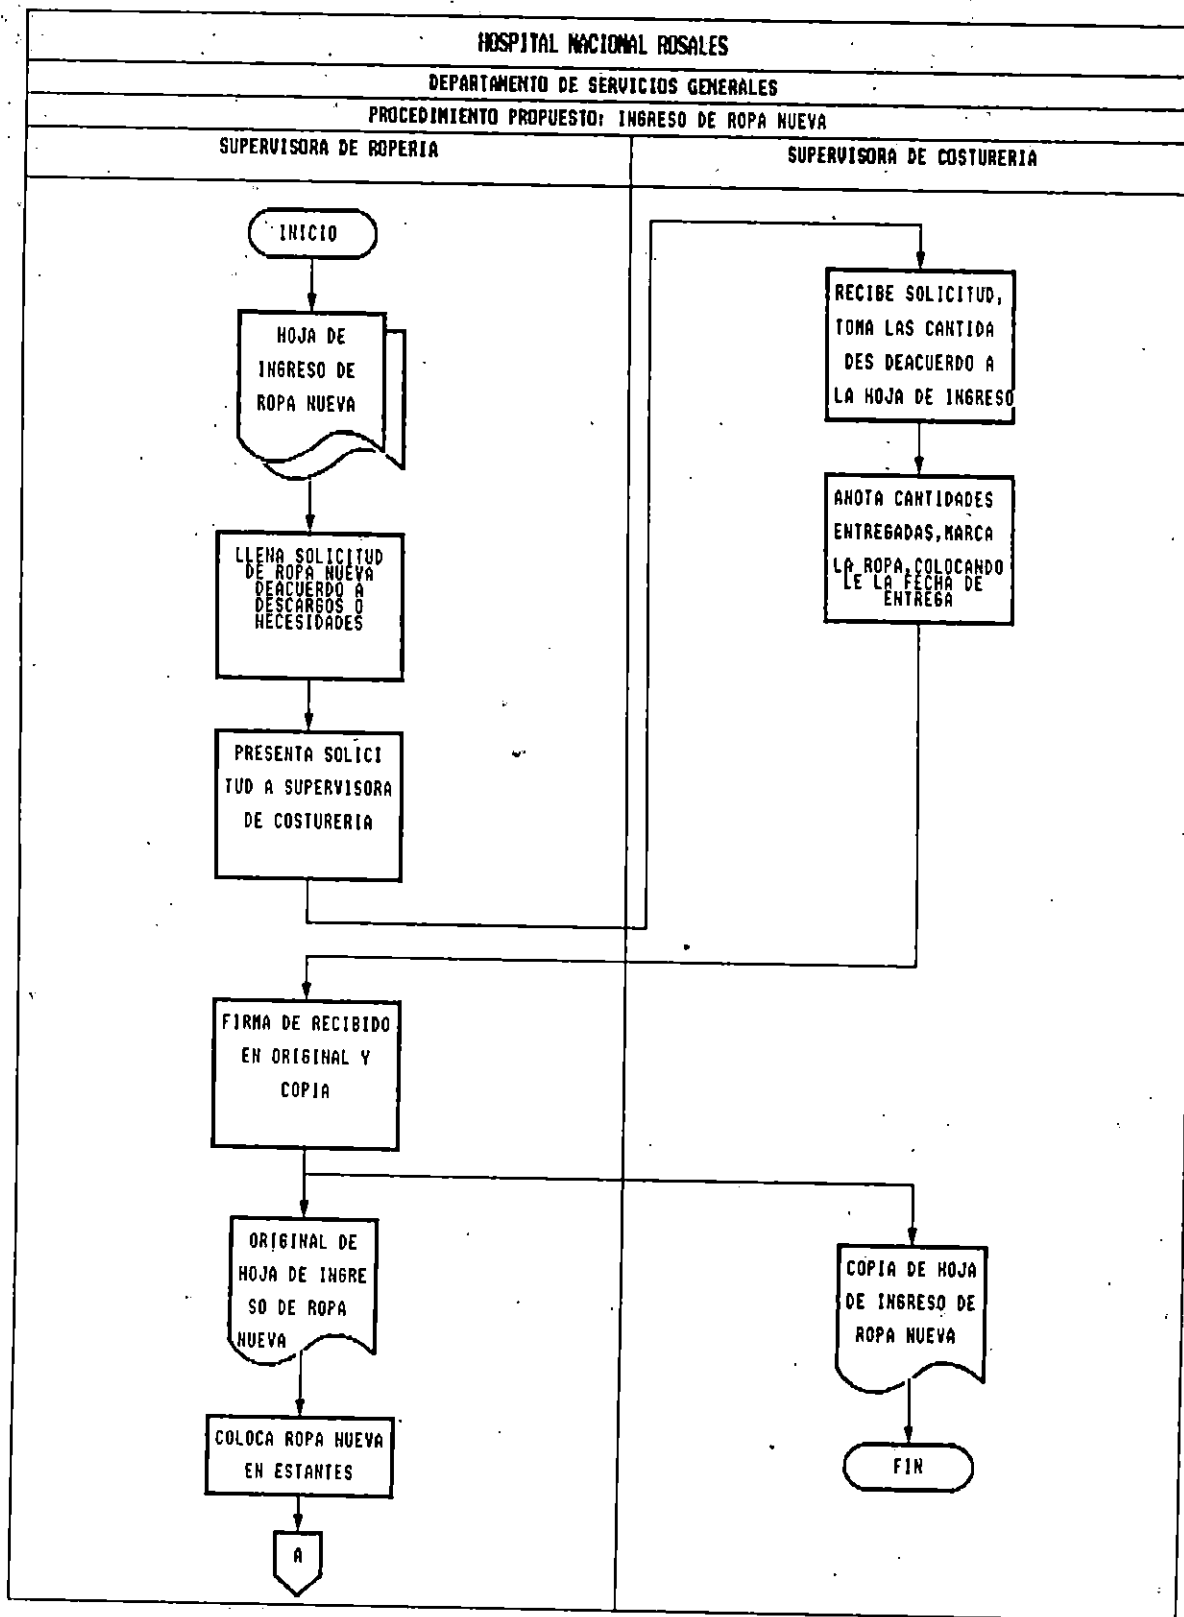 HOSPITAL NACIONAL ROSALES
DEPARTAMENTO DE SERVICIOS GENERALES
PROCEDIMIENTO PROPUESTO: INGRESO DE ROPA NUEVA
SUPERVISORA DE ROPERIA
SUPERVISORA DE COSTURERIA
INICIO
HOJA DE
INGRESO DE
ROPA NUEVA
LLENA SOLICITUD
DE ROPA NUEVA
DEACUERDO A
DESCARGOS O
NECESIDADES
PRESENTA SOLICI
TUD A SUPERVISORA
DE COSTURERIA
RECIBE SOLICITUD,
TOMA LAS CANTIDA
DES DEACUERDO A
LA HOJA DE INGRESO
ANOTA CANTIDADES
ENTREGADAS,MARCA
LA ROPA,COLOCANDO
LE LA FECHA DE
ENTREGA
FIRMA DE RECIBIDO
EN ORIGINAL Y
COPIA
ORIGINAL DE
HOJA DE INGRE
SO DE ROPA
NUEVA
COLOCA ROPA NUEVA
EN ESTANTES
A
COPIA DE HOJA
DE INGRESO DE
ROPA NUEVA
FIN